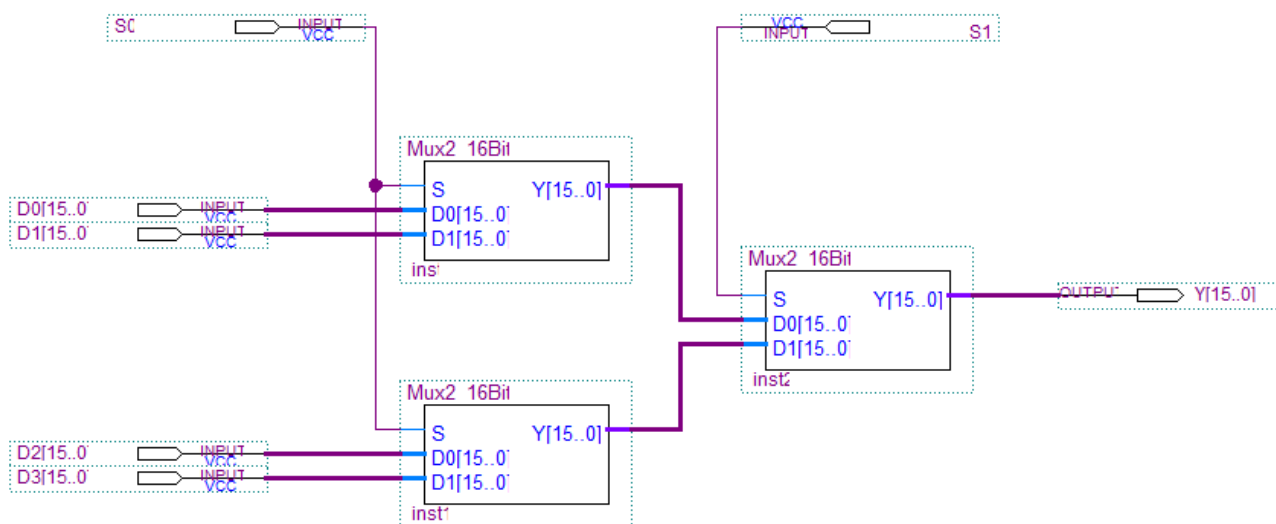 S0 INPUT VCC
VCC INPUT S1
Mux2_16Bit
S Y[15..0]
D0[15..0] INPUT VCC
D1[15..0] INPUT VCC
D0[15..0]
D1[15..0]
inst
Mux2_16Bit
S Y[15..0]
D0[15..0]
D1[15..0]
inst2
OUTPUT Y[15..0]
Mux2_16Bit
S Y[15..0]
D2[15..0] INPUT VCC
D3[15..0] INPUT VCC
D0[15..0]
D1[15..0]
inst1